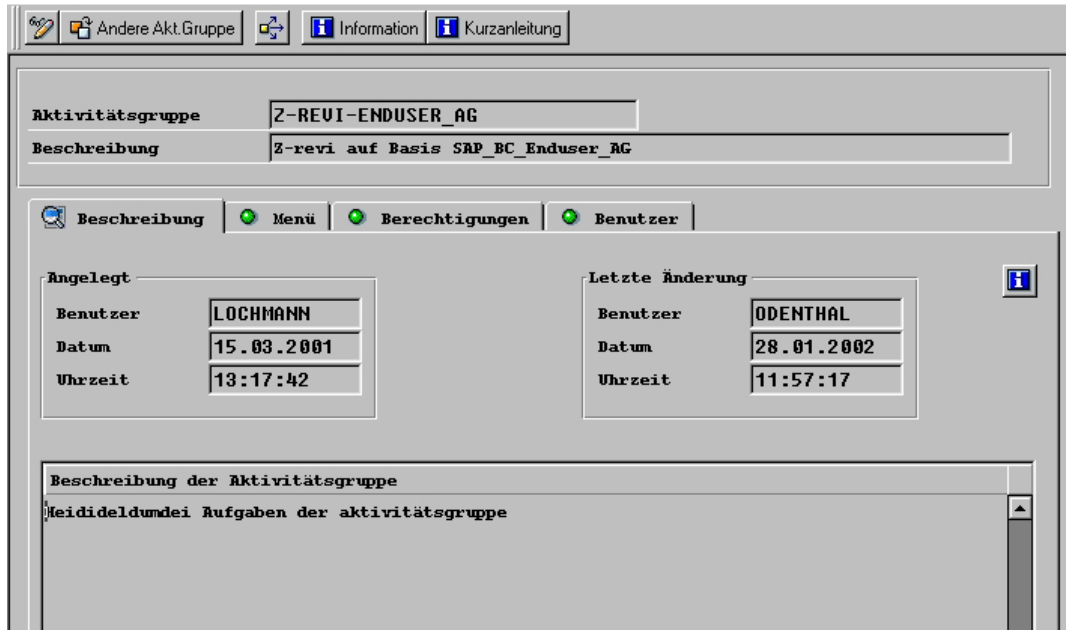 Andere Akt.Gruppe Information Kurzanleitung
Aktivitätsgruppe Z-REVI-ENDUSER_AG
Beschreibung Z-revi auf Basis SAP_BC_Enduser_AG
Beschreibung Menü Berechtigungen Benutzer
Angelegt Letzte Änderung
Benutzer LOCHMANN Benutzer ODENTHAL
Datum 15.03.2001 Datum 28.01.2002
Uhrzeit 13:17:42 Uhrzeit 11:57:17
Beschreibung der Aktivitätsgruppe
Heidideldumdei Aufgaben der aktivitätsgruppe